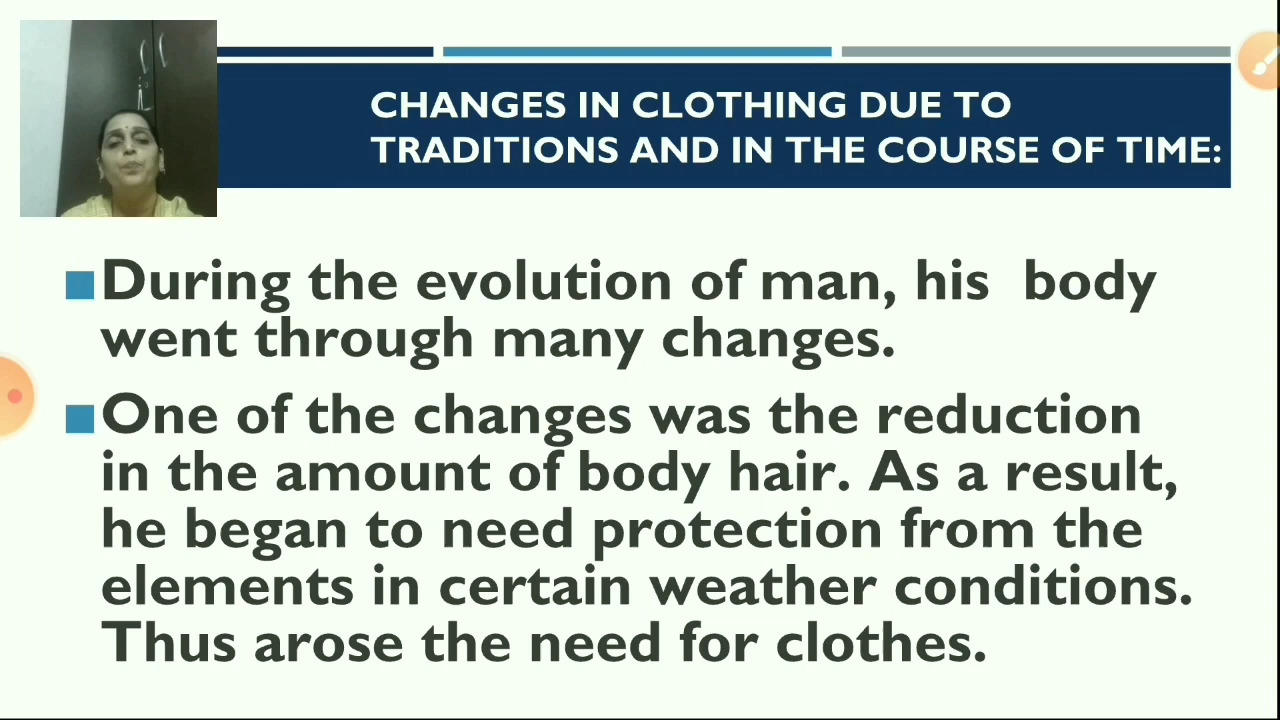 CHANGES IN CLOTHING DUE TO
TRADITIONS AND IN THE COURSE OF TIME:
During the evolution of man, his body
went through many changes.
One of the changes was the reduction
in the amount of body hair. As a result,
he began to need protection from the
elements in certain weather conditions.
Thus arose the need for clothes.